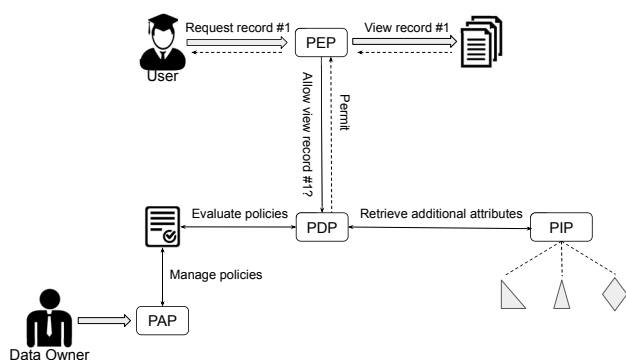 Request record #1
View record #1
PEP
User
Allow view record #1?
Permit
Evaluate policies
Retrieve additional attributes
PDP
PIP
Manage policies
PAP
Data Owner